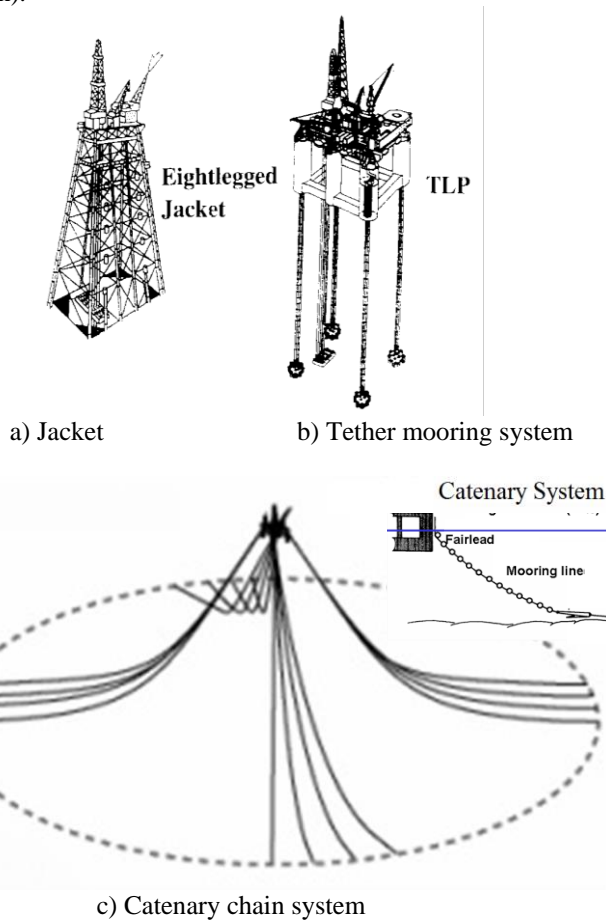 Eightlegged
Jacket
TLP
a) Jacket
b) Tether mooring system
Catenary System
Fairlead
Mooring line
c) Catenary chain system